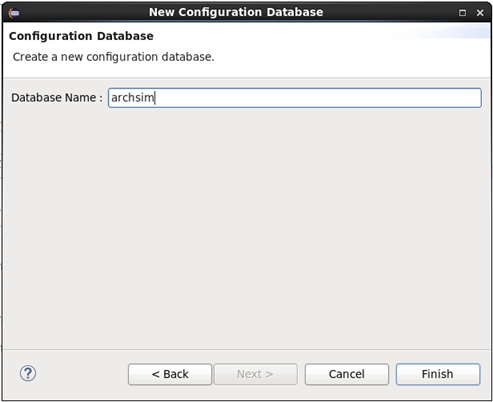 New Configuration Database
Configuration Database
Create a new configuration database.
Database Name : archsim
?
< Back Next > Cancel Finish